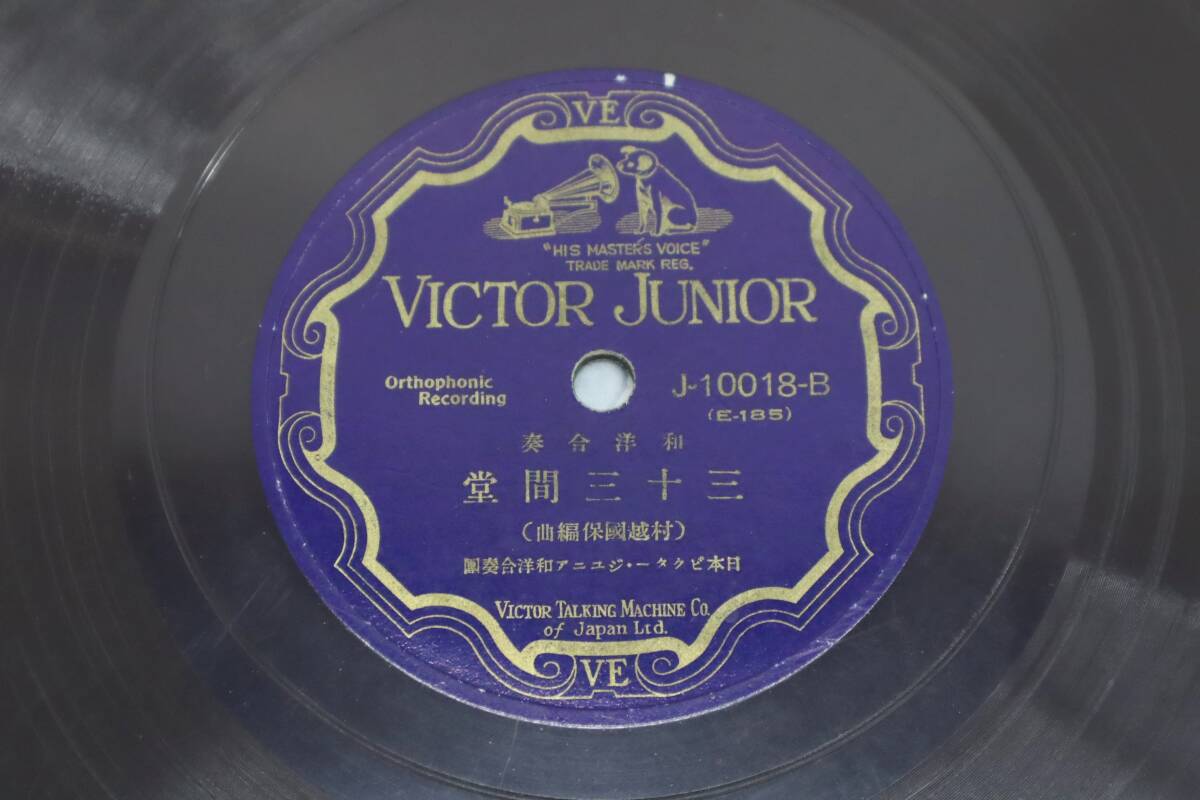 VE
"HIS MASTER'S VOICE"
TRADE MARK REG.
VICTOR JUNIOR
Orthophonic
Recording
J-10018-B
(E-185)
和洋合奏
三十三間堂
(村越國保編曲)
日本ビクター・ジユニア和洋合奏團
VICTOR TALKING MACHINE CO.
of Japan Ltd.
VE